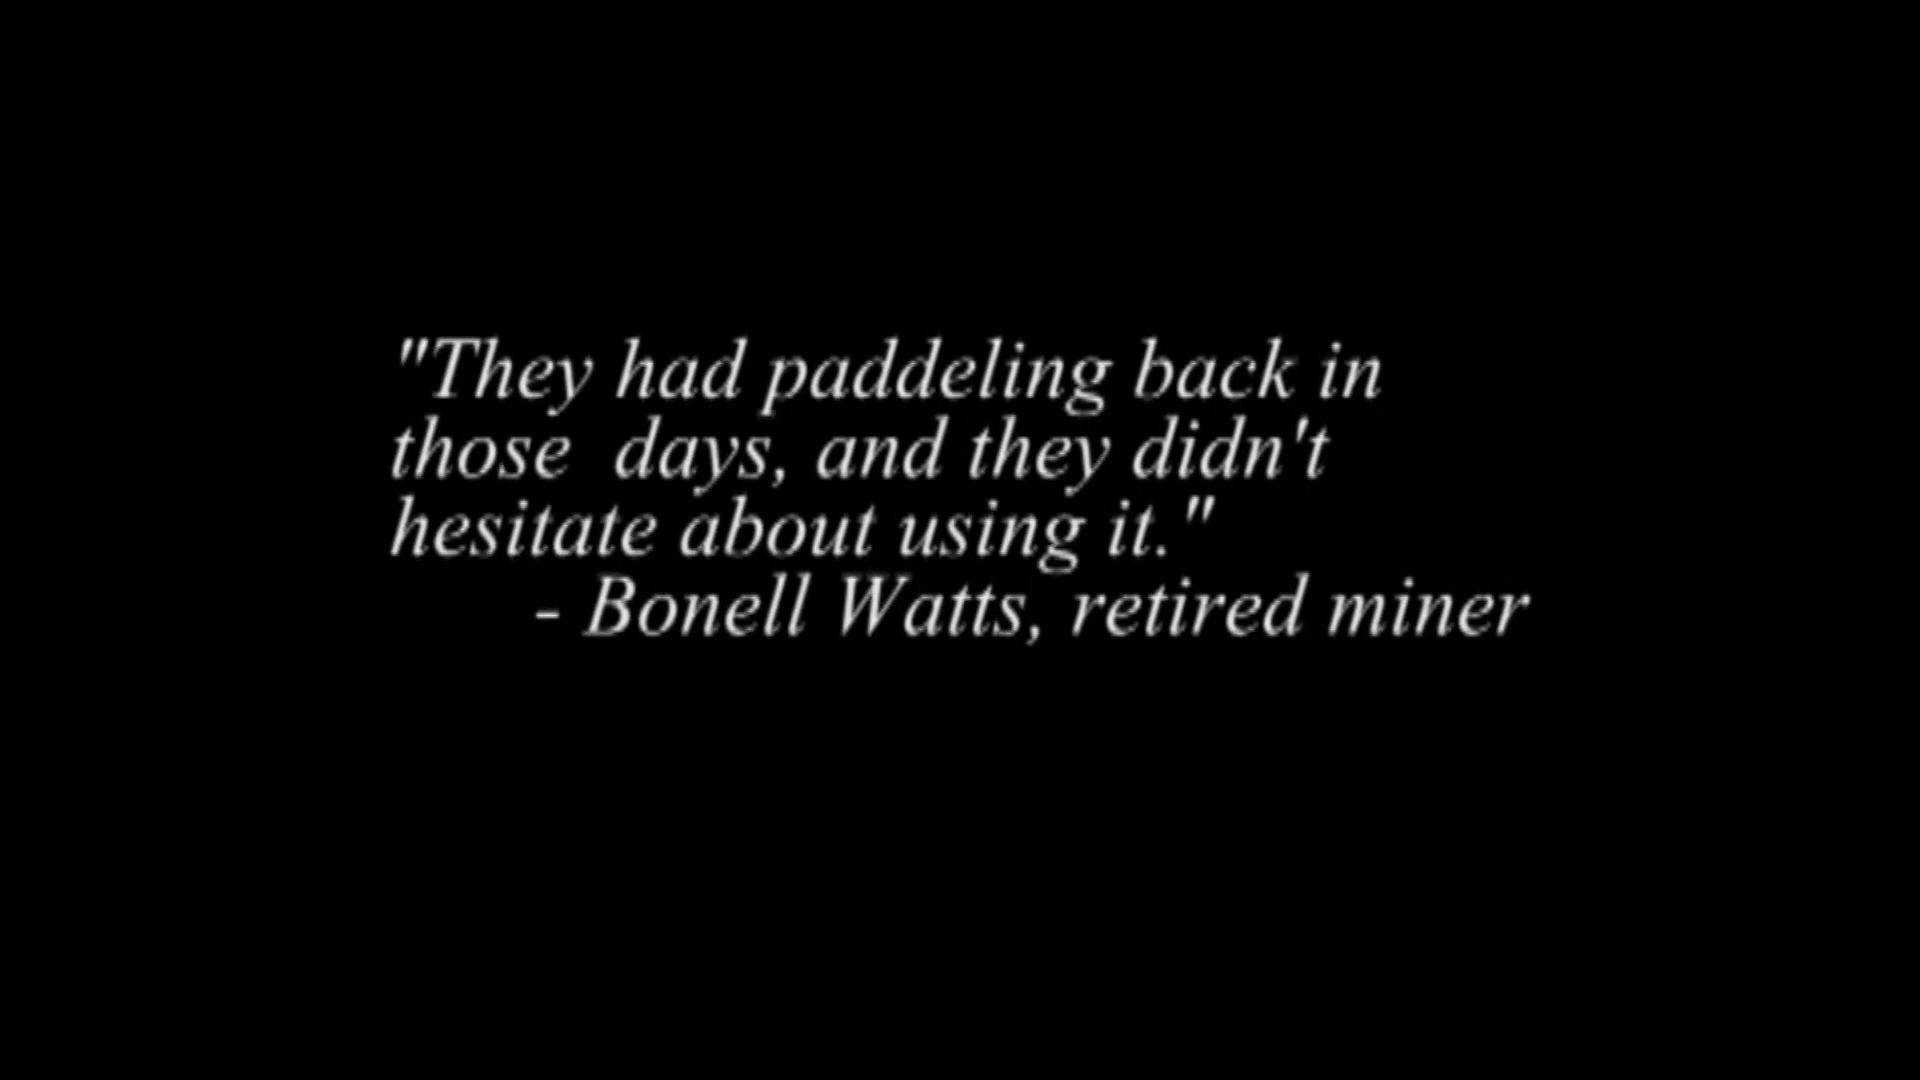 "They had paddeling back in
those  days, and they didn't
hesitate about using it."
- Bonell Watts, retired miner